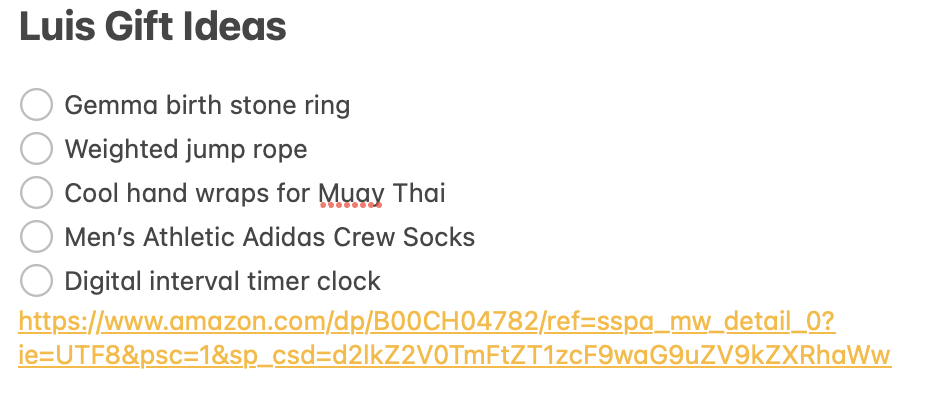 Luis Gift Ideas
Gemma birth stone ring
Weighted jump rope
Cool hand wraps for Muay Thai
Men’s Athletic Adidas Crew Socks
Digital interval timer clock
https://www.amazon.com/dp/B00CH04782/ref=sspa_mw_detail_0?
ie=UTF8&psc=1&sp_csd=d2lkZ2V0TmFtZT1zcF9waG9uZV9kZXRhaWw